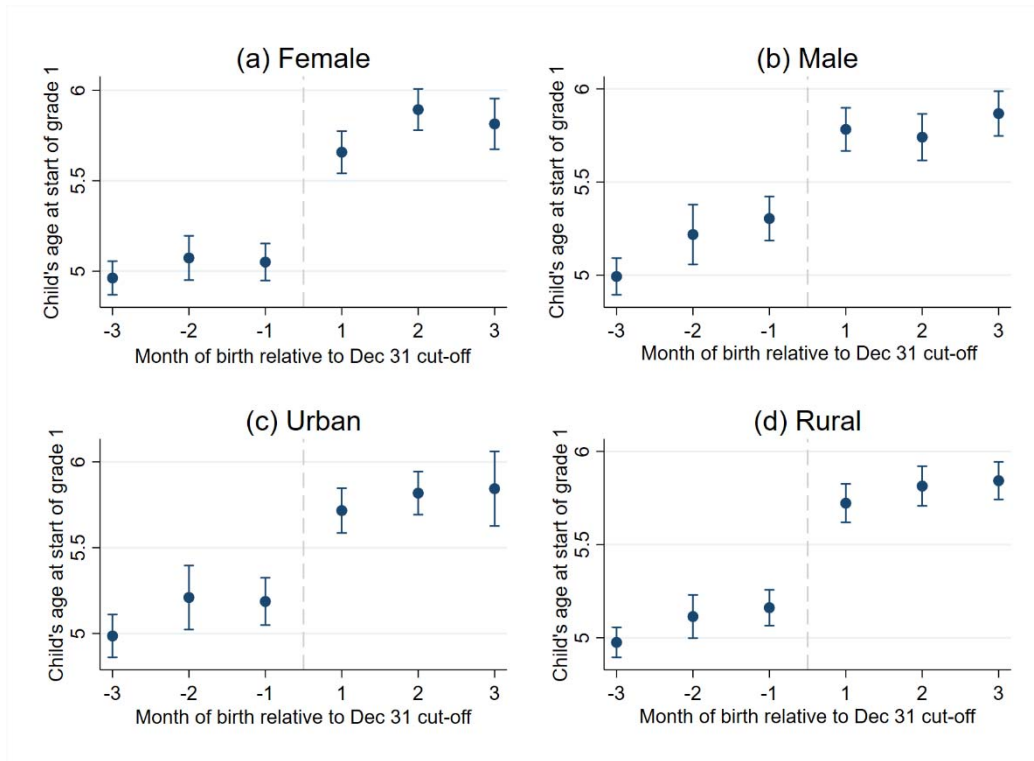 (a) Female
Child's age at start of grade 1
6
5.5
5
-3 -2 -1 1 2 3
Month of birth relative to Dec 31 cut-off
(b) Male
Child's age at start of grade 1
6
5.5
5
-3 -2 -1 1 2 3
Month of birth relative to Dec 31 cut-off
(c) Urban
Child's age at start of grade 1
6
5.5
5
-3 -2 -1 1 2 3
Month of birth relative to Dec 31 cut-off
(d) Rural
Child's age at start of grade 1
6
5.5
5
-3 -2 -1 1 2 3
Month of birth relative to Dec 31 cut-off